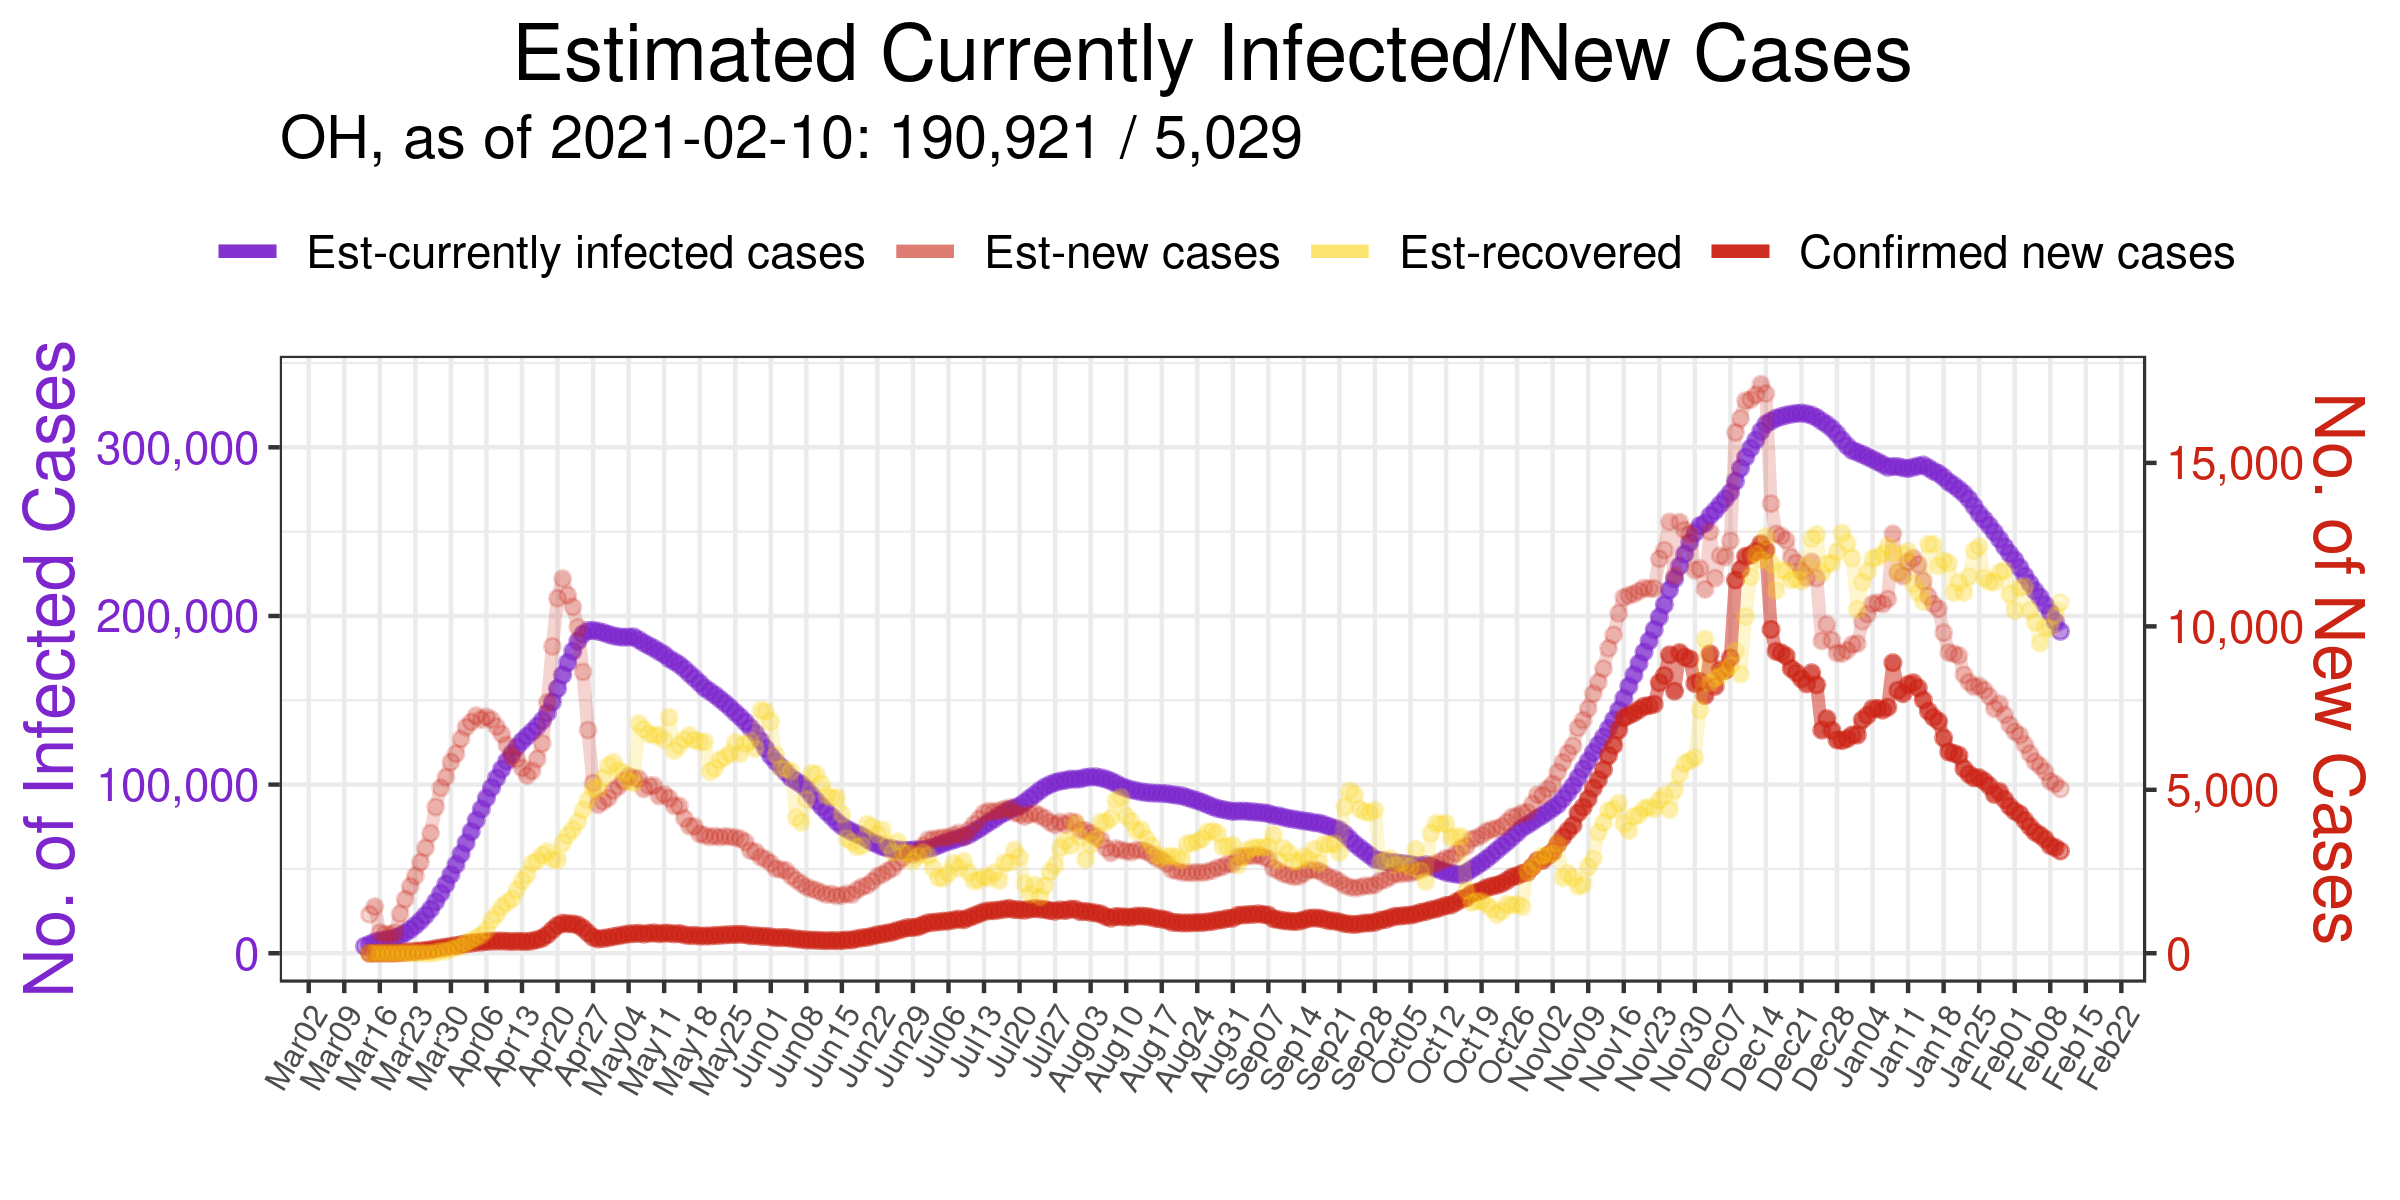 Estimated Currently Infected/New Cases
OH, as of 2021-02-10: 190,921 / 5,029
Est-currently infected cases Est-new cases Est-recovered Confirmed new cases
No. of Infected Cases
300,000
200,000
100,000
0
15,000
10,000
5,000
0
No. of New Cases
Mar02 Mar09 Mar16 Mar23 Mar30 Apr06 Apr13 Apr20 Apr27 May04 May11 May18 May25 Jun01 Jun08 Jun15 Jun22 Jun29 Jul06 Jul13 Jul20 Jul27 Aug03 Aug10 Aug17 Aug24 Aug31 Sep07 Sep14 Sep21 Sep28 Oct05 Oct12 Oct19 Oct26 Nov02 Nov09 Nov16 Nov23 Nov30 Dec07 Dec14 Dec21 Dec28 Jan04 Jan11 Jan18 Jan25 Feb01 Feb08 Feb15 Feb22